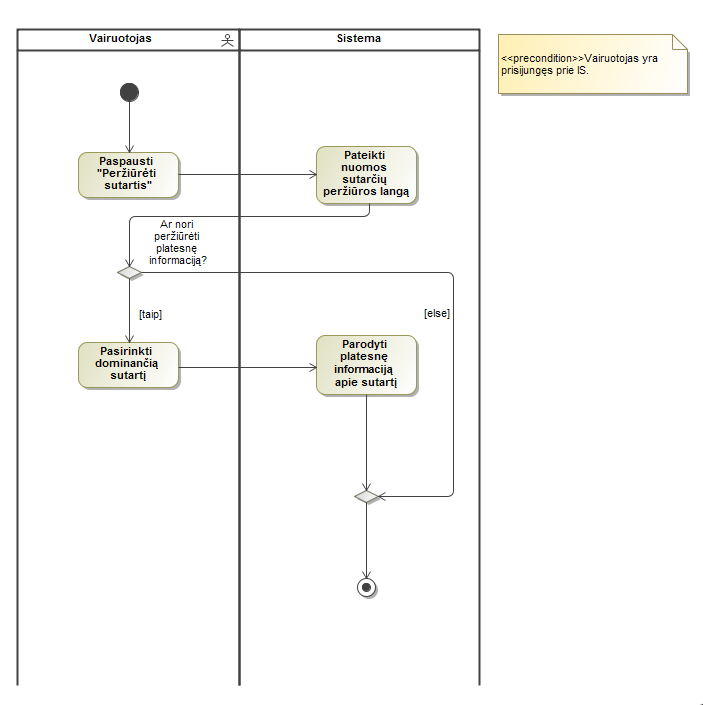 Vairuotojas
Sistema
<<precondition>>Vairuotojas yra
prisijungęs prie IS.
Paspausti
"Peržiūrėti
sutartis"
Pateikti
nuomos
sutarčių
peržiūros langą
Ar nori
peržiūrėti
platesnę
informaciją?
[taip]
[else]
Pasirinkti
dominančią
sutartį
Parodyti
platesnę
informaciją
apie sutartį